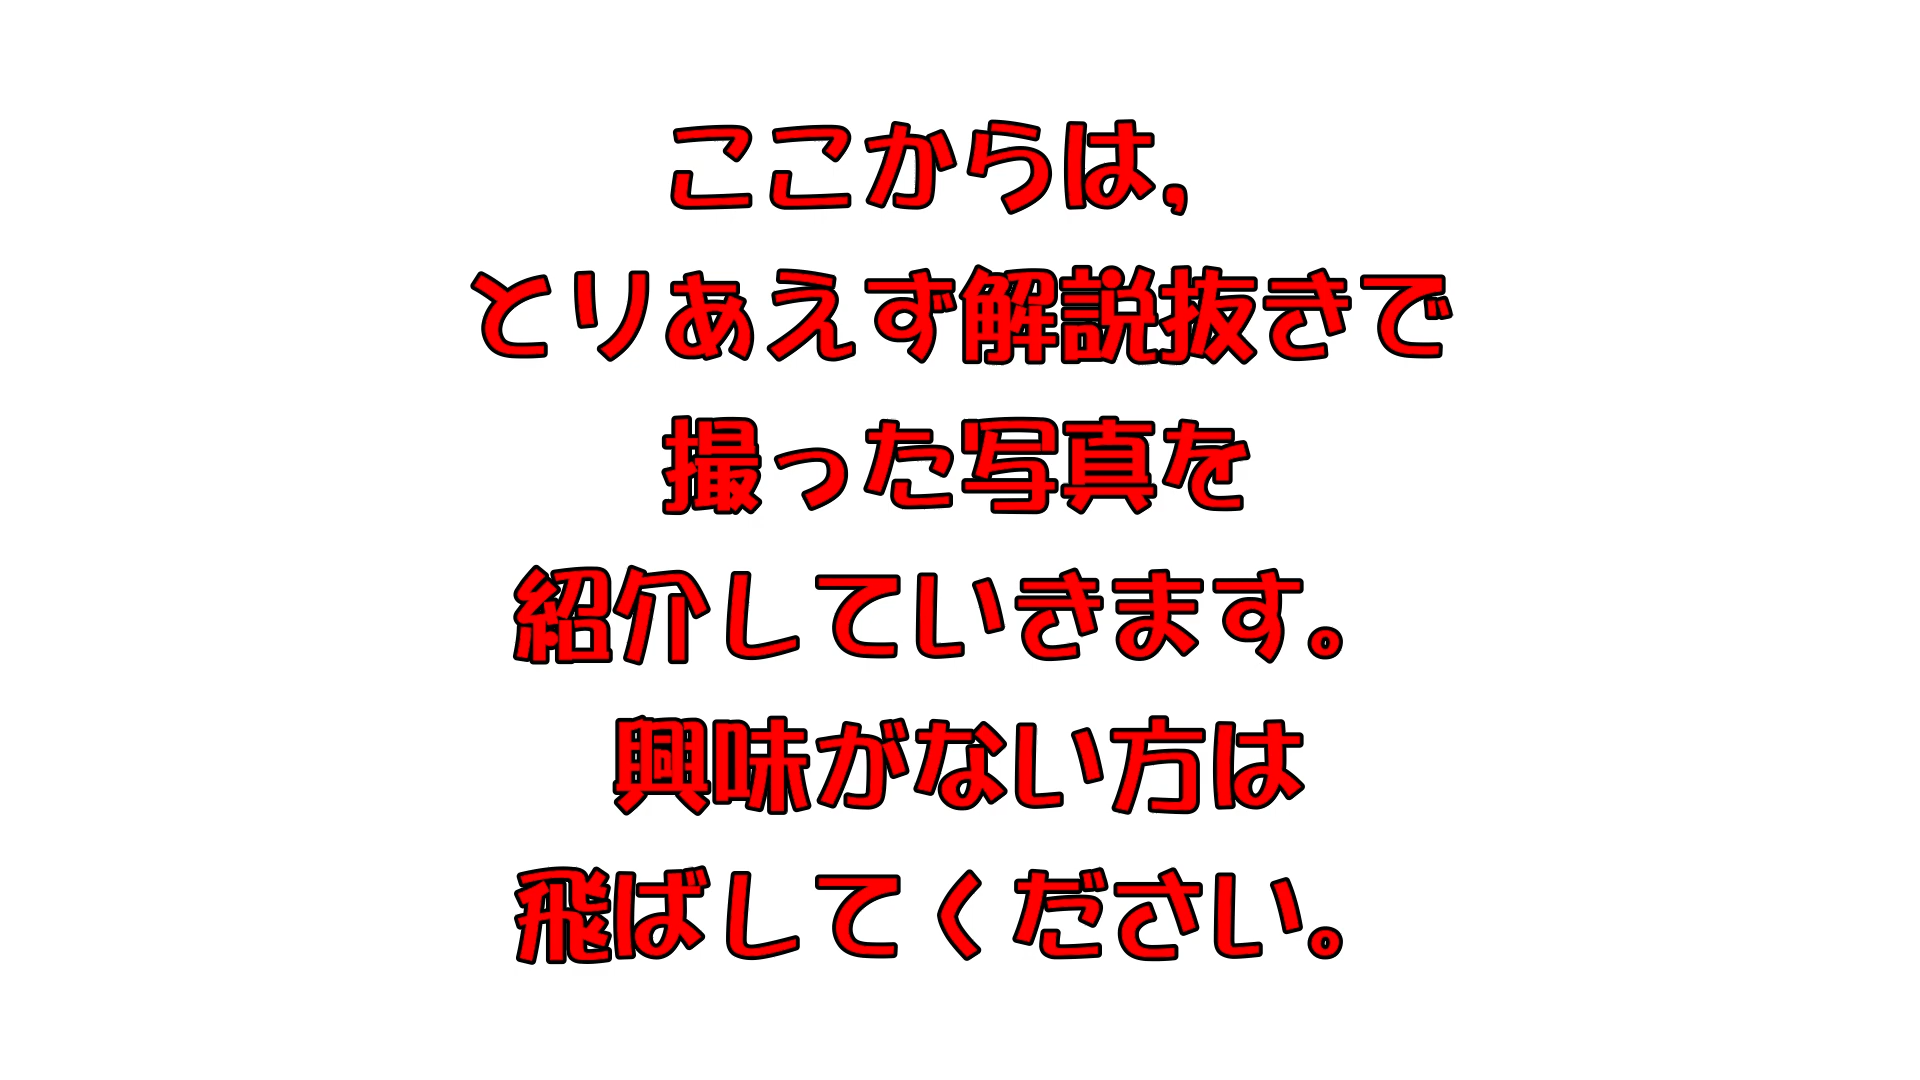 ここからは,
とりあえず解説抜きで
撮った写真を
紹介していきます。
興味がない方は
飛ばしてください。